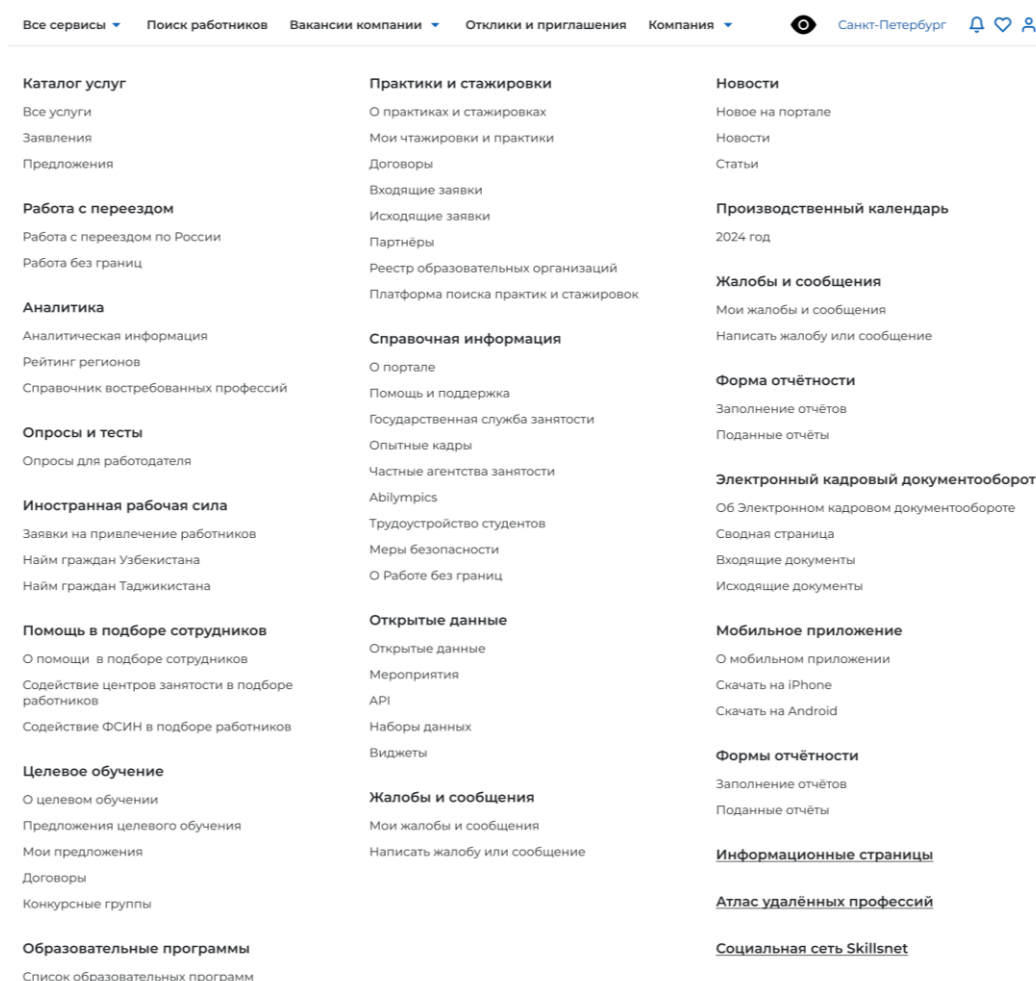 Все сервисы
Поиск работников
Вакансии компании
Отклики и приглашения
Компания
Санкт-Петербург
Каталог услуг
Все услуги
Заявления
Предложения
Работа с переездом
Работа с переездом по России
Работа без границ
Аналитика
Аналитическая информация
Рейтинг регионов
Справочник востребованных профессий
Опросы и тесты
Опросы для работодателя
Иностранная рабочая сила
Заявки на привлечение работников
Найм граждан Узбекистана
Найм граждан Таджикистана
Помощь в подборе сотрудников
О помощи в подборе сотрудников
Содействие центров занятости в подборе
работников
Содействие ФСИН в подборе работников
Целевое обучение
О целевом обучении
Предложения целевого обучения
Мои предложения
Договоры
Конкурсные группы
Образовательные программы
Список образовательных программ
Практики и стажировки
О практиках и стажировках
Мои чтажировки и практики
Договоры
Входящие заявки
Исходящие заявки
Партнёры
Реестр образовательных организаций
Платформа поиска практик и стажировок
Справочная информация
О портале
Помощь и поддержка
Государственная служба занятости
Опытные кадры
Частные агентства занятости
Abilympics
Трудоустройство студентов
Меры безопасности
О Работе без границ
Открытые данные
Открытые данные
Мероприятия
API
Наборы данных
Виджеты
Жалобы и сообщения
Мои жалобы и сообщения
Написать жалобу или сообщение
Новости
Новое на портале
Новости
Статьи
Производственный календарь
2024 год
Жалобы и сообщения
Мои жалобы и сообщения
Написать жалобу или сообщение
Форма отчётности
Заполнение отчётов
Поданные отчёты
Электронный кадровый документооборот
Об Электронном кадровом документообороте
Сводная страница
Входящие документы
Исходящие документы
Мобильное приложение
О мобильном приложении
Скачать на iPhone
Скачать на Android
Формы отчётности
Заполнение отчётов
Поданные отчёты
Информационные страницы
Атлас удалённых профессий
Социальная сеть Skillsnet